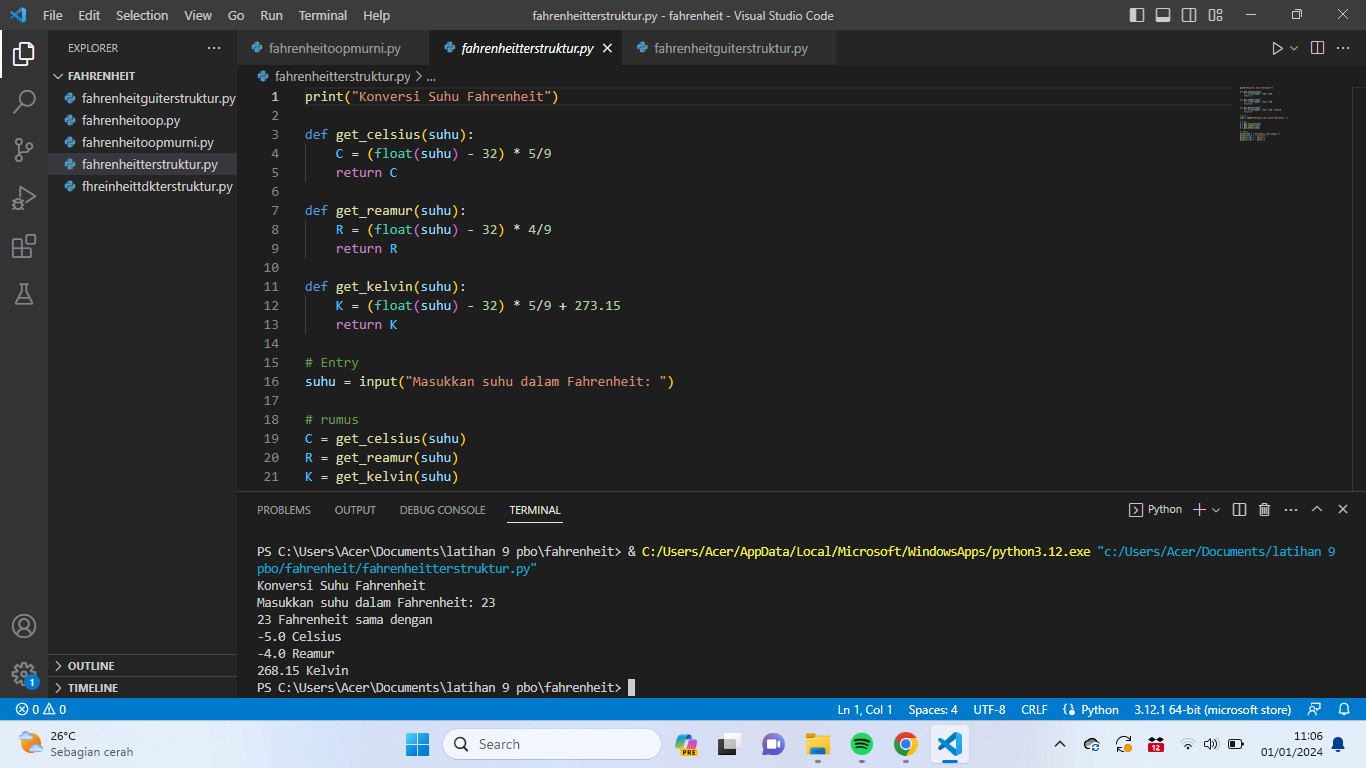 File Edit Selection View Go Run Terminal Help
fahrenheitterstruktur.py - fahrenheit - Visual Studio Code
EXPLORER
FAHRENHEIT
fahrenheitguiterstruktur.py
fahrenheitoop.py
fahrenheitoopmurni.py
fahrenheitterstruktur.py
fhreinheittdkterstruktur.py
OUTLINE
TIMELINE
fahrenheitoopmurni.py fahrenheitterstruktur.py fahrenheitguiterstruktur.py
fahrenheitterstruktur.py > ...
1 print("Konversi Suhu Fahrenheit")
2
3 def get_celsius(suhu):
4 C = (float(suhu) - 32) * 5/9
5 return C
6
7 def get_reamur(suhu):
8 R = (float(suhu) - 32) * 4/9
9 return R
10
11 def get_kelvin(suhu):
12 K = (float(suhu) - 32) * 5/9 + 273.15
13 return K
14
15 # Entry
16 suhu = input("Masukkan suhu dalam Fahrenheit: ")
17
18 # rumus
19 C = get_celsius(suhu)
20 R = get_reamur(suhu)
21 K = get_kelvin(suhu)
PROBLEMS OUTPUT DEBUG CONSOLE TERMINAL
Python
PS C:\Users\Acer\Documents\latihan 9 pbo\fahrenheit> & C:/Users/Acer/AppData/Local/Microsoft/WindowsApps/python3.12.exe "c:/Users/Acer/Documents/latihan 9
pbo/fahrenheit/fahrenheitterstruktur.py"
Konversi Suhu Fahrenheit
Masukkan suhu dalam Fahrenheit: 23
23 Fahrenheit sama dengan
-5.0 Celsius
-4.0 Reamur
268.15 Kelvin
PS C:\Users\Acer\Documents\latihan 9 pbo\fahrenheit>
1
0 0
Ln 1, Col 1 Spaces: 4 UTF-8 CRLF Python 3.12.1 64-bit (microsoft store)
26°C
Sebagian cerah
Search
PRE
12
11:06
01/01/2024